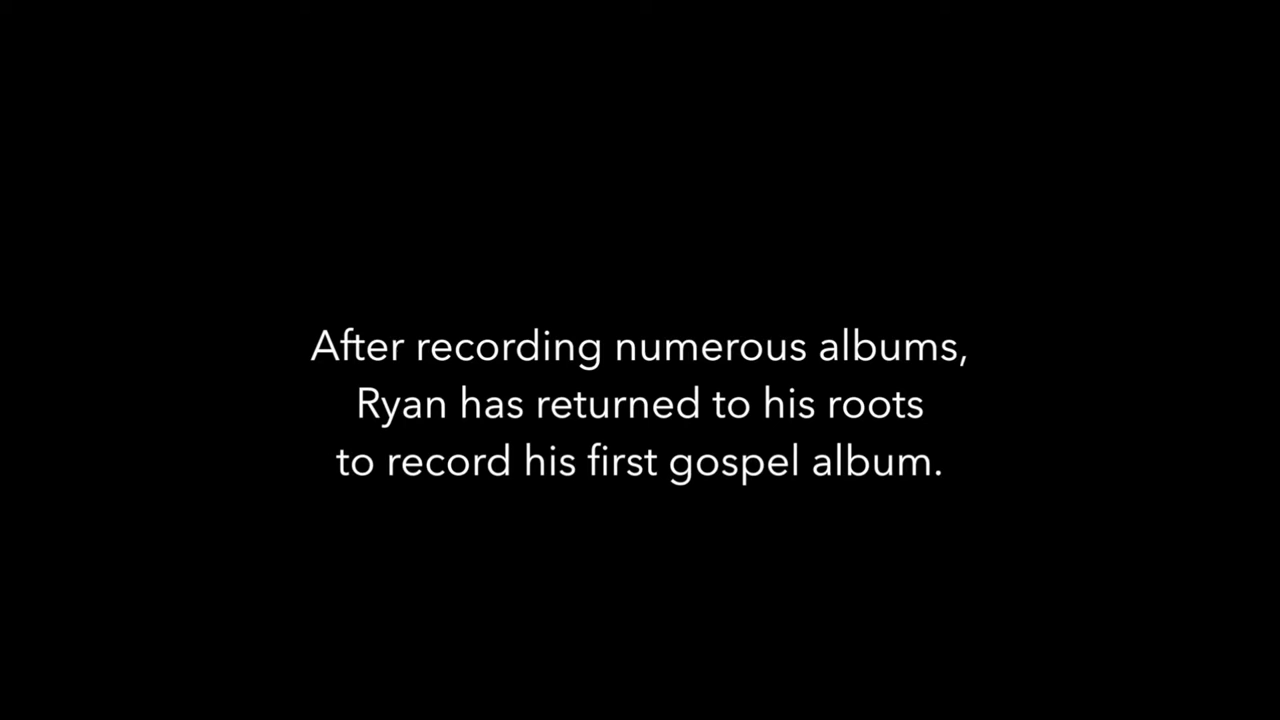 After recording numerous albums,
Ryan has returned to his roots
to record his first gospel album.